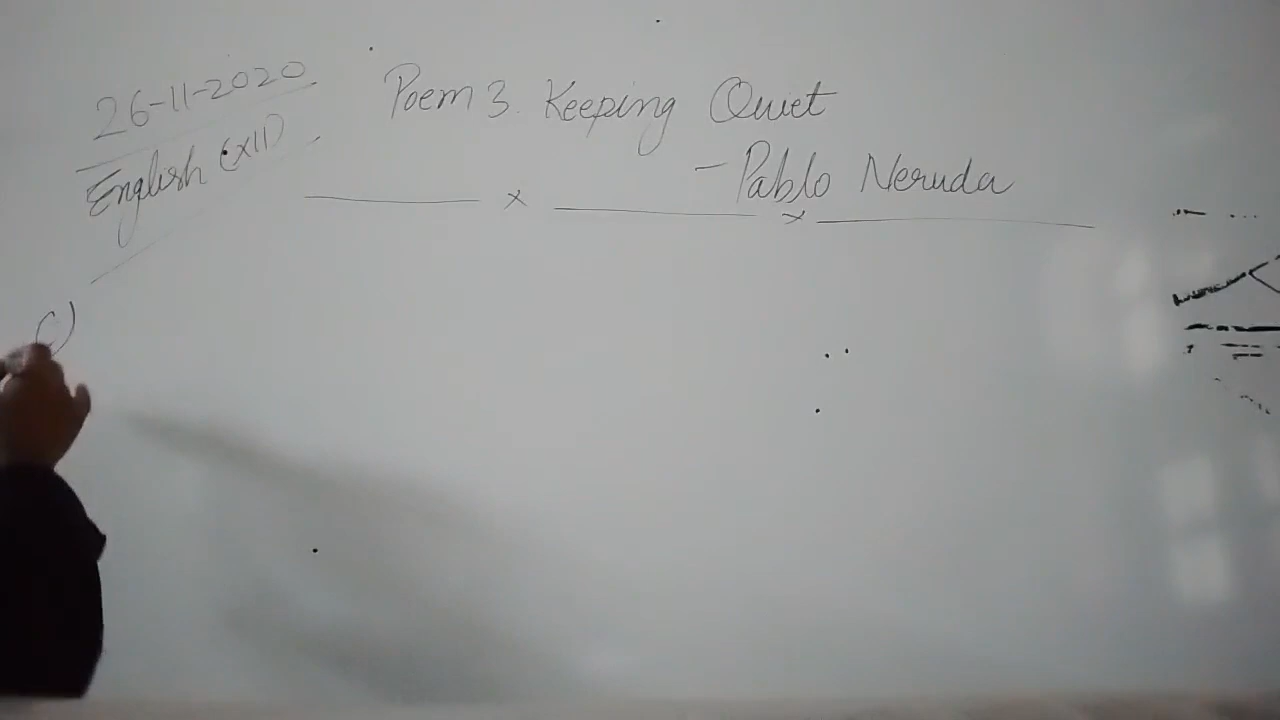 26-11-2020
English (XII)
Poem 3. Keeping Quiet
- Pablo Neruda